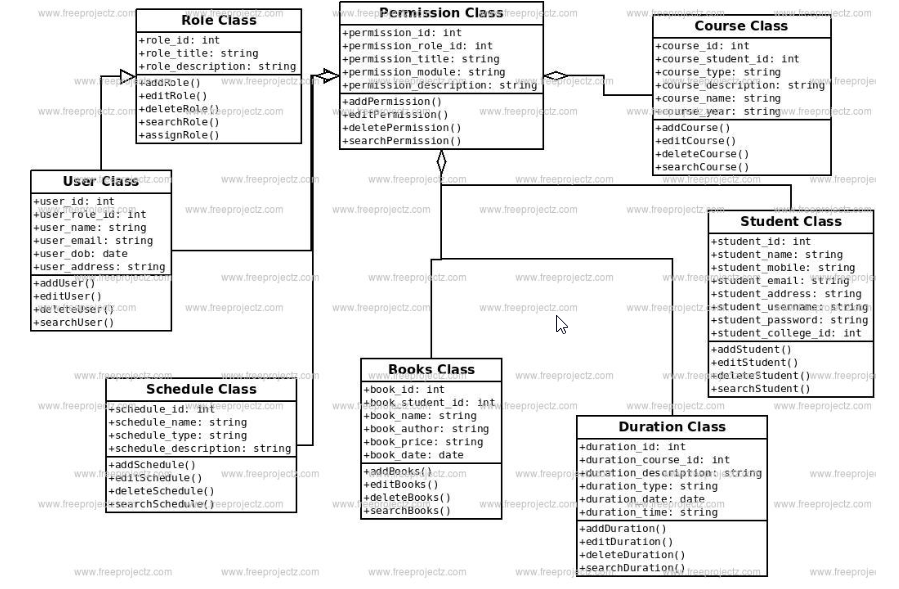 Role Class
+role_id: int
+role_title: string
+role_description: string
+addRole()
+editRole()
+deleteRole()
+searchRole()
+assignRole()
Permission Class
+permission_id: int
+permission_role_id: int
+permission_title: string
+permission_module: string
+permission_description: string
+addPermission()
+editPermission()
+deletePermission()
+searchPermission()
Course Class
+course_id: int
+course_student_id: int
+course_type: string
+course_description: string
+course_name: string
+course_year: string
+addCourse()
+editCourse()
+deleteCourse()
+searchCourse()
User Class
+user_id: int
+user_role_id: int
+user_name: string
+user_email: string
+user_dob: date
+user_address: string
+addUser()
+editUser()
+deleteUser()
+searchUser()
Student Class
+student_id: int
+student_name: string
+student_mobile: string
+student_email: string
+student_address: string
+student_username: string
+student_password: string
+student_college_id: int
+addStudent()
+editStudent()
+deleteStudent()
+searchStudent()
Schedule Class
+schedule_id: int
+schedule_name: string
+schedule_type: string
+schedule_description: string
+addSchedule()
+editSchedule()
+deleteSchedule()
+searchSchedule()
Books Class
+book_id: int
+book_student_id: int
+book_name: string
+book_author: string
+book_price: string
+book_date: date
+addBooks()
+editBooks()
+deleteBooks()
+searchBooks()
Duration Class
+duration_id: int
+duration_course_id: int
+duration_description: string
+duration_type: string
+duration_date: date
+duration_time: string
+addDuration()
+editDuration()
+deleteDuration()
+searchDuration()
www.freeprojectz.com